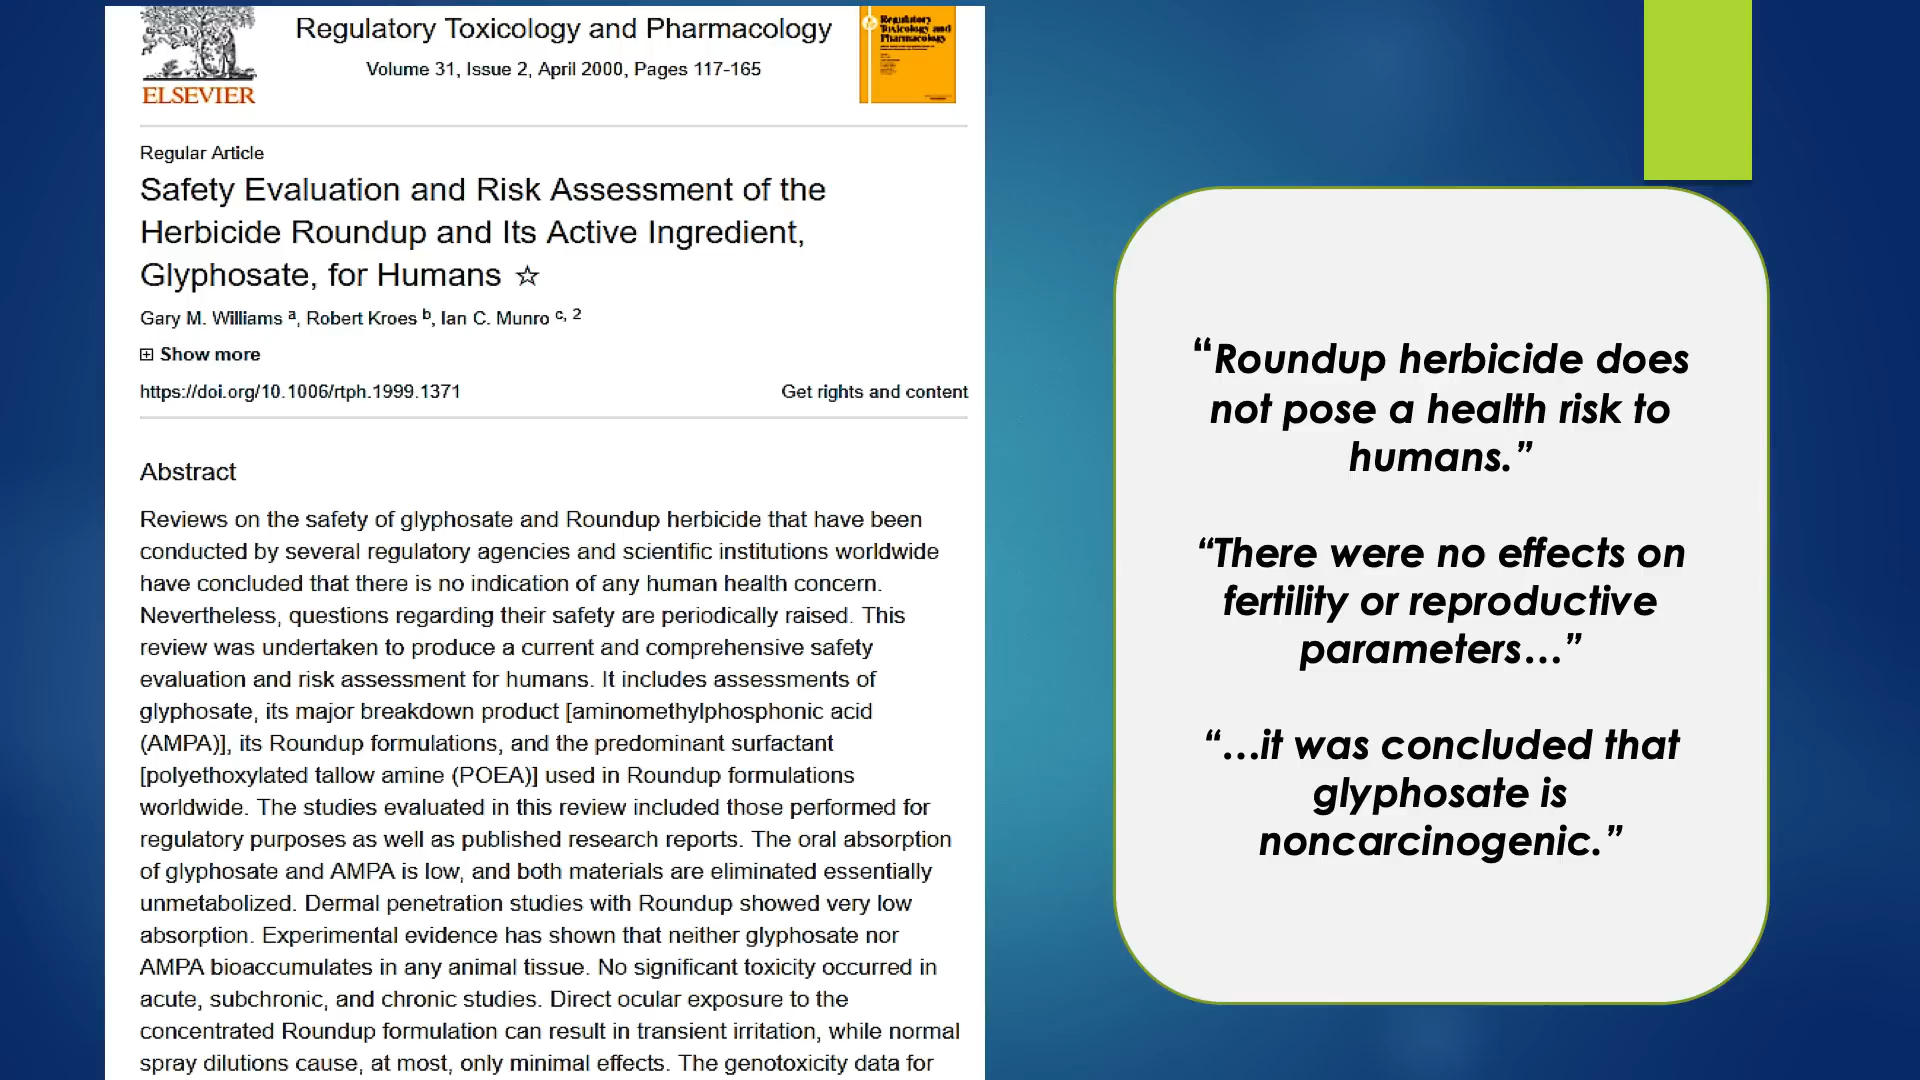 Regulatory Toxicology and Pharmacology
Volume 31, Issue 2, April 2000, Pages 117-165
ELSEVIER
Regulatory
Toxicology and
Pharmacology
Regular Article
Safety Evaluation and Risk Assessment of the
Herbicide Roundup and Its Active Ingredient,
Glyphosate, for Humans ☆
Gary M. Williams a, Robert Kroes b, Ian C. Munro c, 2
Show more
https://doi.org/10.1006/rtph.1999.1371
Get rights and content
Abstract
Reviews on the safety of glyphosate and Roundup herbicide that have been
conducted by several regulatory agencies and scientific institutions worldwide
have concluded that there is no indication of any human health concern.
Nevertheless, questions regarding their safety are periodically raised. This
review was undertaken to produce a current and comprehensive safety
evaluation and risk assessment for humans. It includes assessments of
glyphosate, its major breakdown product [aminomethylphosphonic acid
(AMPA)], its Roundup formulations, and the predominant surfactant
[polyethoxylated tallow amine (POEA)] used in Roundup formulations
worldwide. The studies evaluated in this review included those performed for
regulatory purposes as well as published research reports. The oral absorption
of glyphosate and AMPA is low, and both materials are eliminated essentially
unmetabolized. Dermal penetration studies with Roundup showed very low
absorption. Experimental evidence has shown that neither glyphosate nor
AMPA bioaccumulates in any animal tissue. No significant toxicity occurred in
acute, subchronic, and chronic studies. Direct ocular exposure to the
concentrated Roundup formulation can result in transient irritation, while normal
spray dilutions cause, at most, only minimal effects. The genotoxicity data for
“Roundup herbicide does
not pose a health risk to
humans.”
“There were no effects on
fertility or reproductive
parameters…”
“…it was concluded that
glyphosate is
noncarcinogenic.”